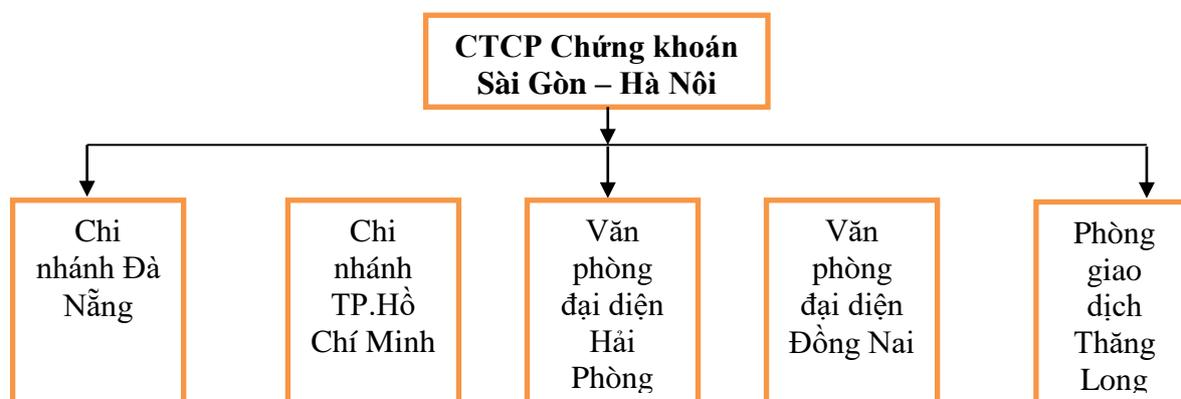 CTCP Chứng khoán
Sài Gòn – Hà Nôi
Chi
nhánh Đà
Nẵng
Chi
nhánh
TP.Hồ
Chí Minh
Văn
phòng
đại diện
Hải
Phòng
Văn
phòng
đại diện
Đồng Nai
Phòng
giao
dịch
Thăng
Long